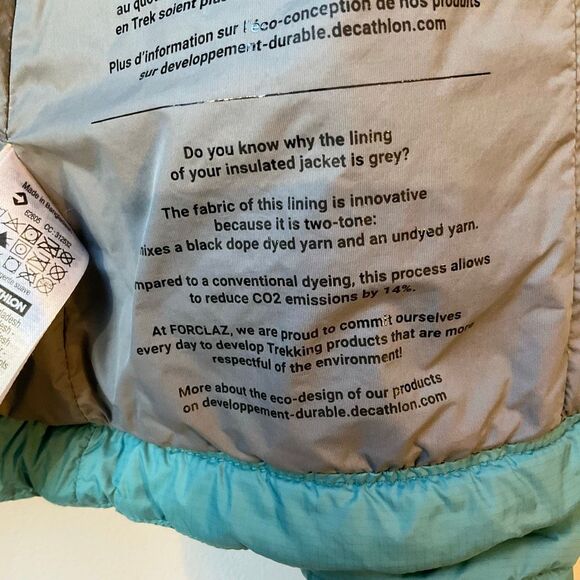 au
en Trek soient plus
l'éco-conception de nos produits
Plus d'information sur
sur developpement-durable.decathlon.com
Do you know why the lining
of your insulated jacket is grey?
The fabric of this lining is innovative
because it is two-tone:
mixes a black dope dyed yarn and an undyed yarn.
mpared to a conventional dyeing, this process allows
to reduce CO2 emissions by 14%.
At FORCLAZ, we are proud to commit ourselves
every day to develop Trekking products that are more
respectful of the environment!
More about the eco-design of our products
on developpement-durable.decathlon.com
Made in Bang
THLON